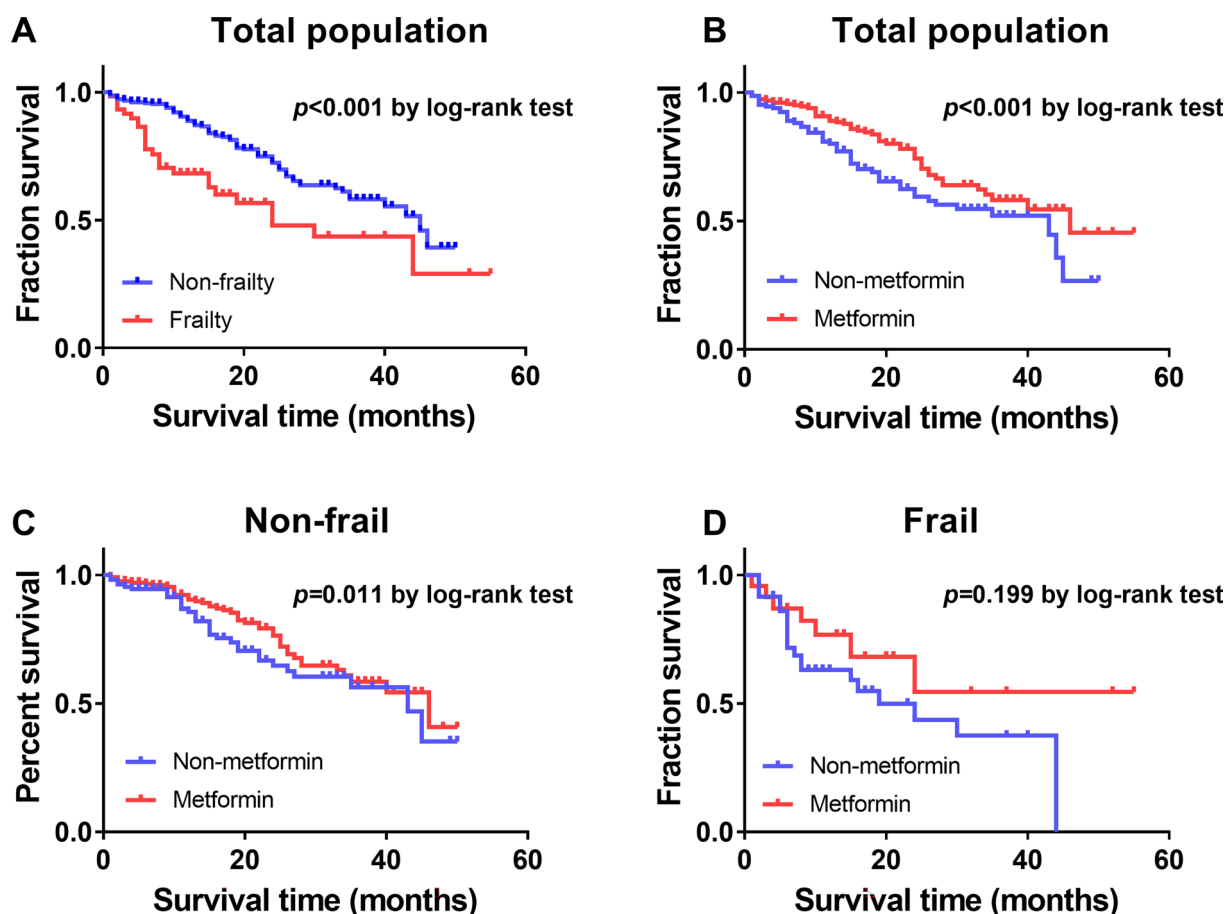 A Total population
Fraction survival
1.0
0.5
0.0
p<0.001 by log-rank test
Non-frailty
Frailty
0 20 40 60
Survival time (months)
B Total population
Fraction survival
1.0
0.5
0.0
p<0.001 by log-rank test
Non-metformin
Metformin
0 20 40 60
Survival time (months)
C Non-frail
Percent survival
1.0
0.5
0.0
p=0.011 by log-rank test
Non-metformin
Metformin
0 20 40 60
Survival time (months)
D Frail
Fraction survival
1.0
0.5
0.0
p=0.199 by log-rank test
Non-metformin
Metformin
0 20 40 60
Survival time (months)